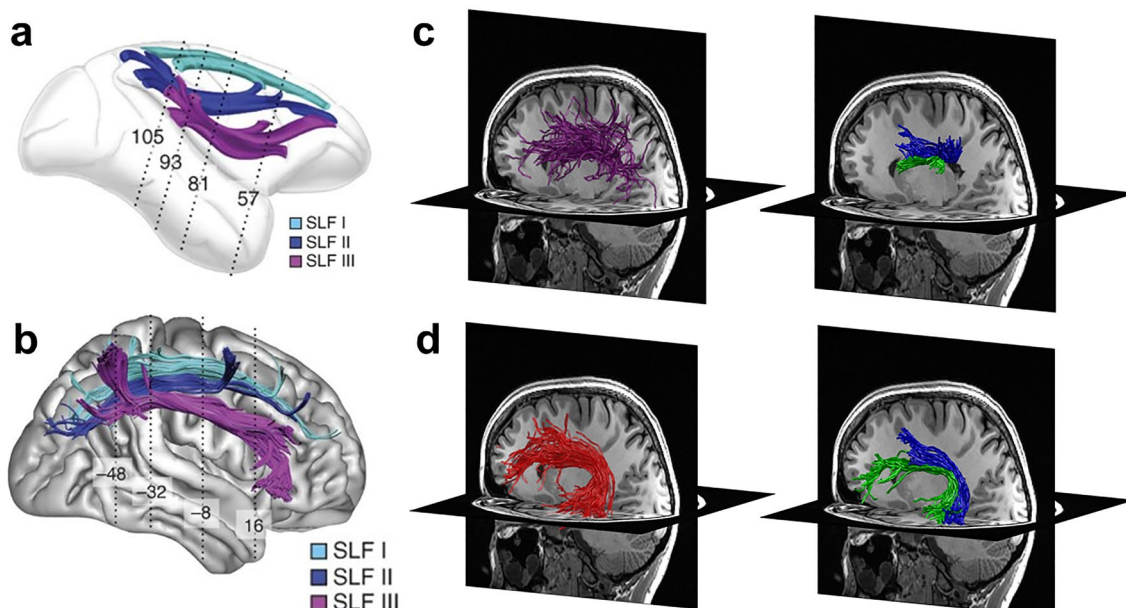 a
105
93
81
57
SLF I
SLF II
SLF III
b
–48
–32
–8
16
SLF I
SLF II
SLF III
c
d